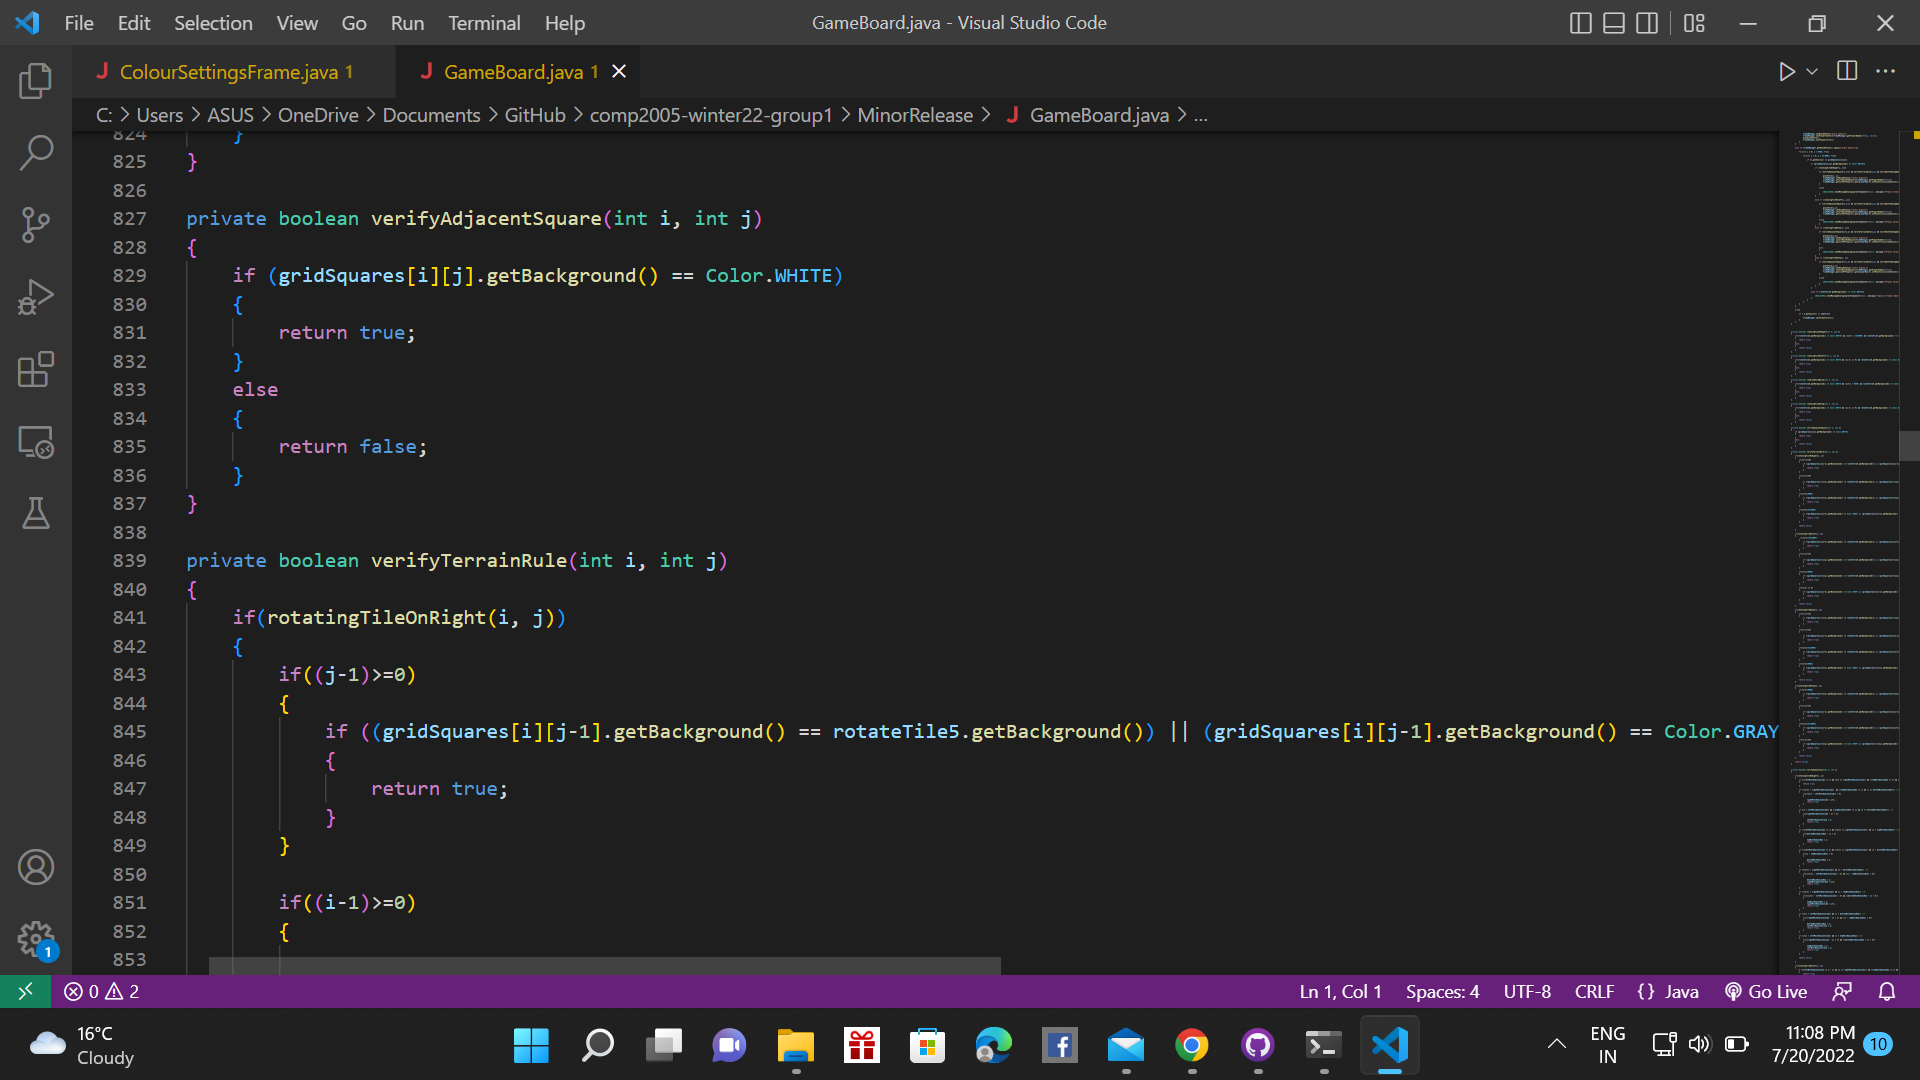 File Edit Selection View Go Run Terminal Help GameBoard.java - Visual Studio Code
ColourSettingsFrame.java 1 GameBoard.java 1
C: > Users > ASUS > OneDrive > Documents > GitHub > comp2005-winter22-group1 > MinorRelease > J GameBoard.java > ...
824 }
825 }
826
827 private boolean verifyAdjacentSquare(int i, int j)
828 {
829 if (gridSquares[i][j].getBackground() == Color.WHITE)
830 {
831 return true;
832 }
833 else
834 {
835 return false;
836 }
837 }
838
839 private boolean verifyTerrainRule(int i, int j)
840 {
841 if(rotatingTileOnRight(i, j))
842 {
843 if((j-1)>=0)
844 {
845 if ((gridSquares[i][j-1].getBackground() == rotateTile5.getBackground()) || (gridSquares[i][j-1].getBackground() == Color.GRAY
846 {
847 return true;
848 }
849 }
850
851 if((i-1)>=0)
852 {
853
1
0 2 Ln 1, Col 1 Spaces: 4 UTF-8 CRLF {} Java Go Live
16°C
Cloudy
ENG
IN
11:08 PM
7/20/2022
10